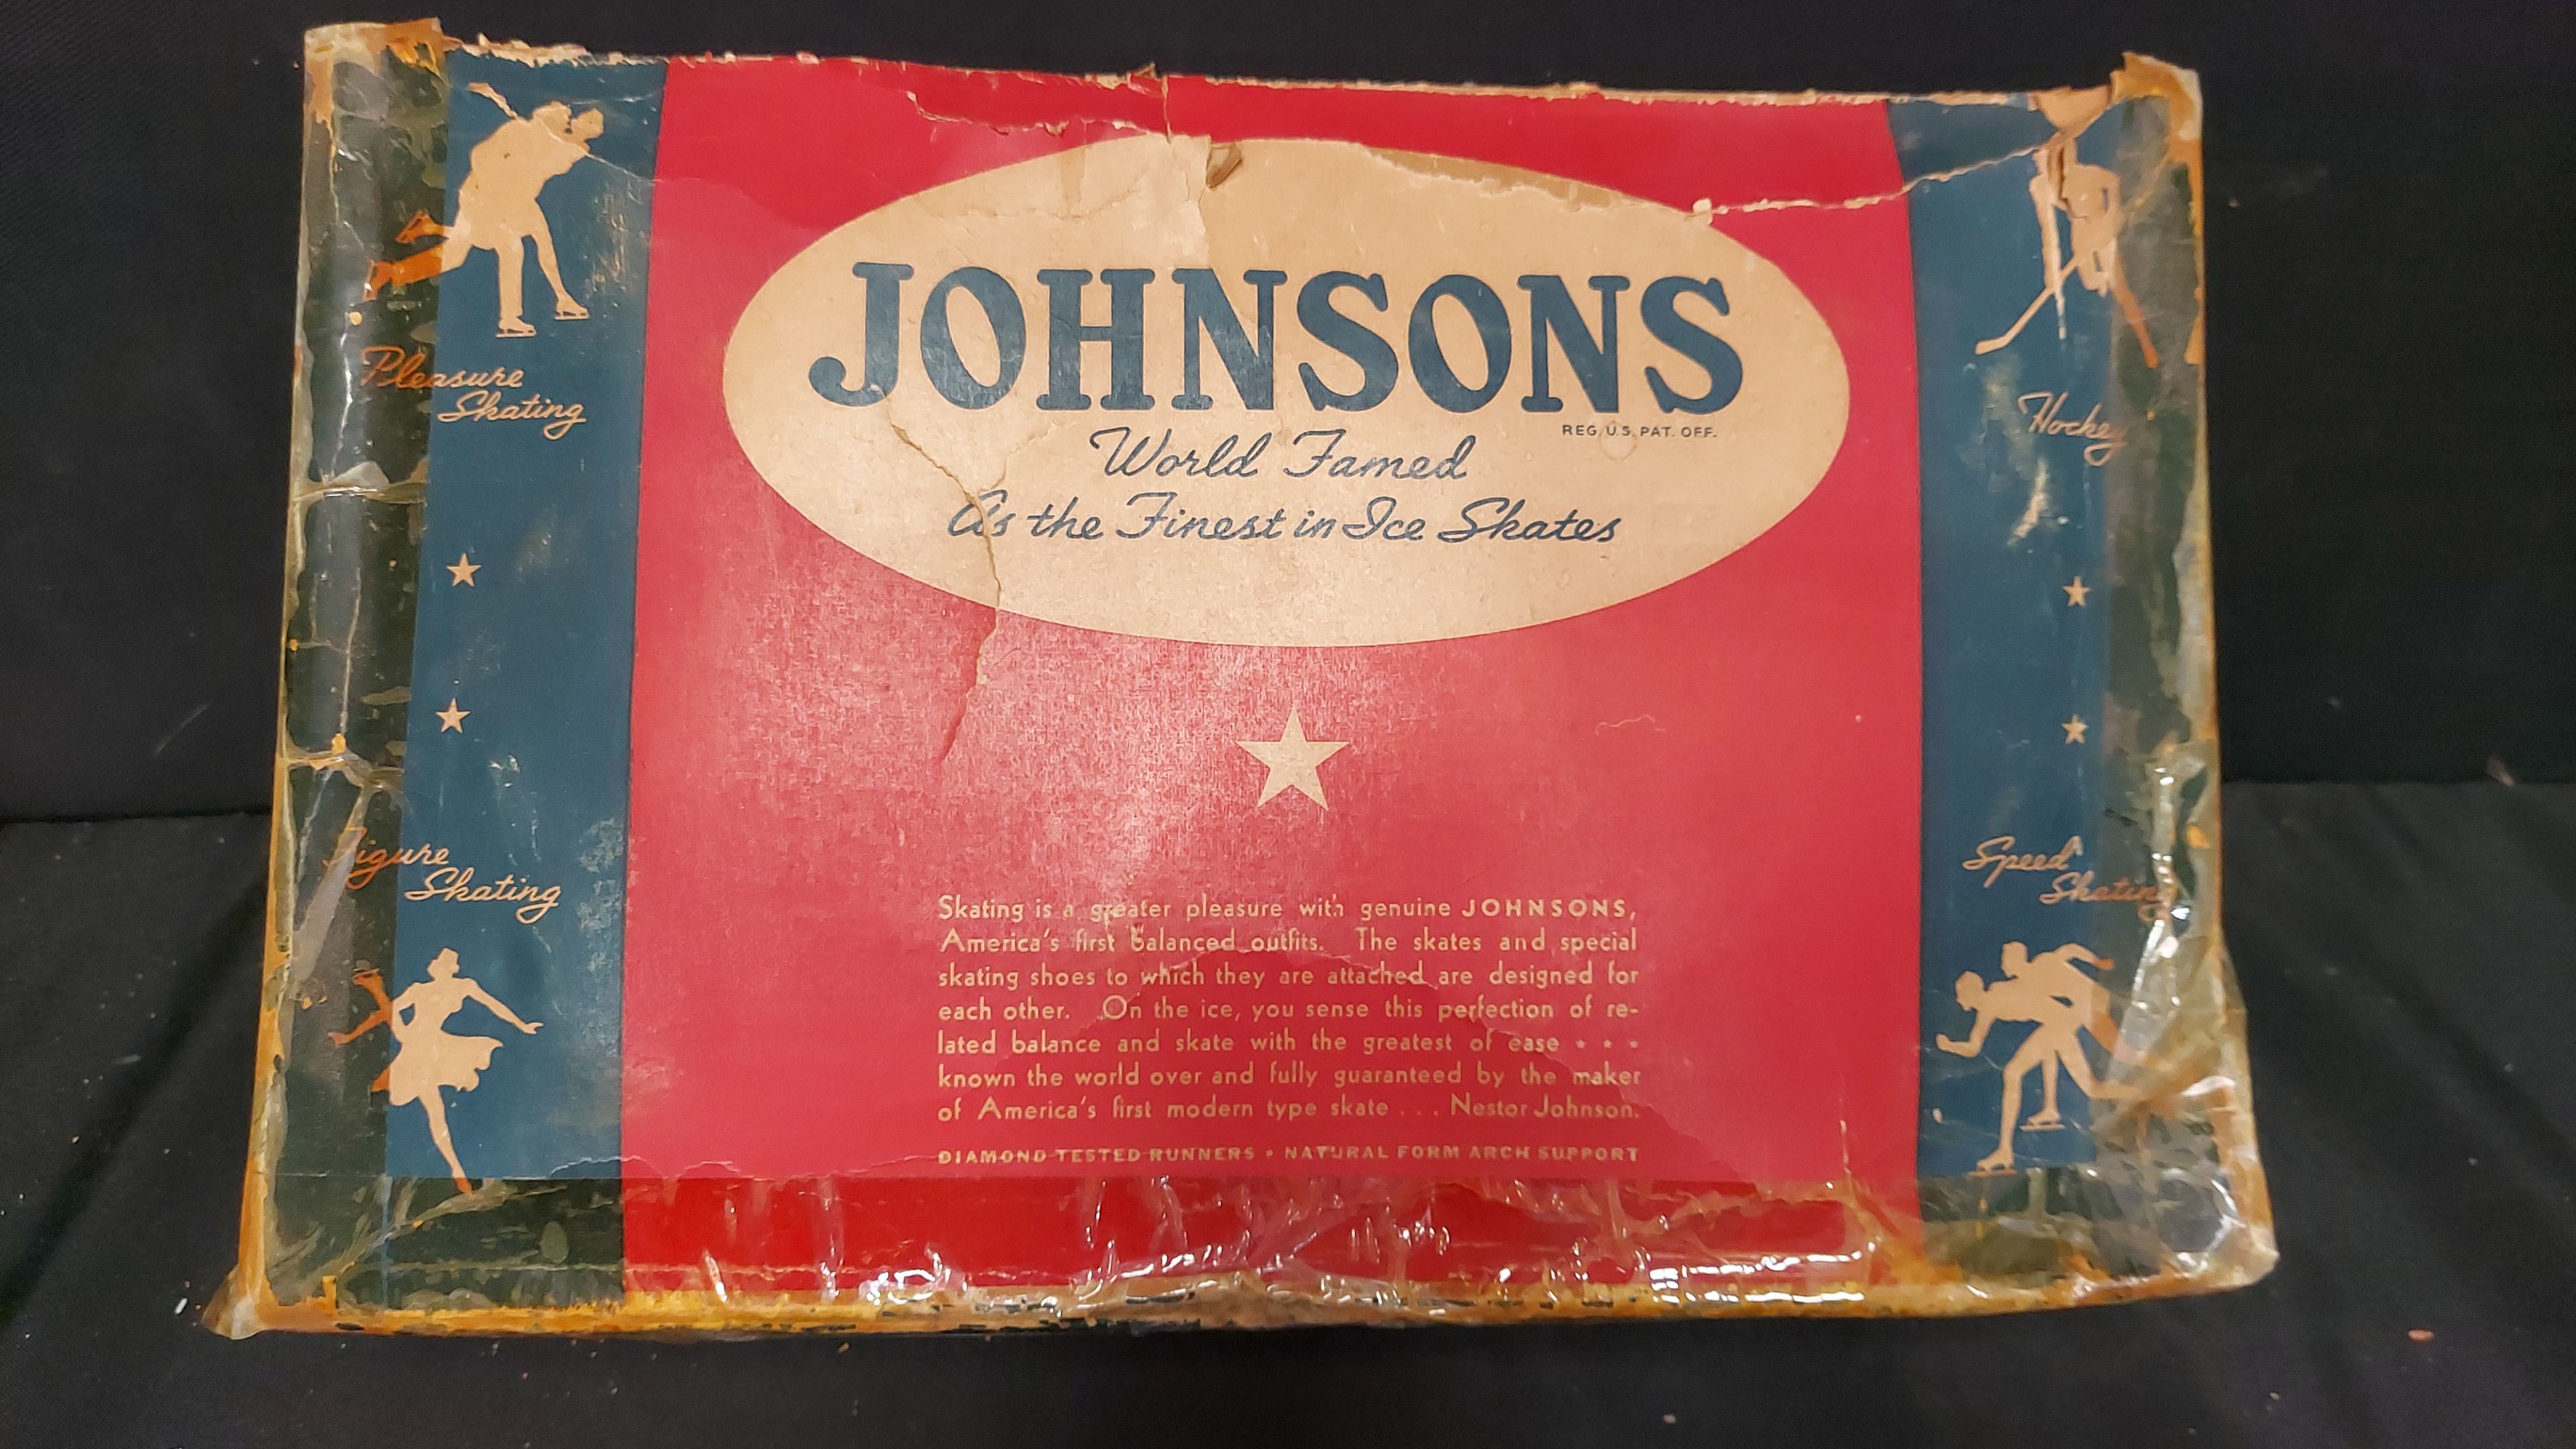 JOHNSONS
REG. U.S. PAT. OFF.
World Famed
As the Finest in Ice Skates
Pleasure
Skating
Hockey
Figure
Skating
Speed
Skating
Skating is a greater pleasure with genuine JOHNSONS,
America's first balanced outfits. The skates and special
skating shoes to which they are attached are designed for
each other. On the ice, you sense this perfection of re-
lated balance and skate with the greatest of ease * * *
known the world over and fully guaranteed by the maker
of America's first modern type skate . . . Nestor Johnson.
DIAMOND TESTED RUNNERS • NATURAL FORM ARCH SUPPORT